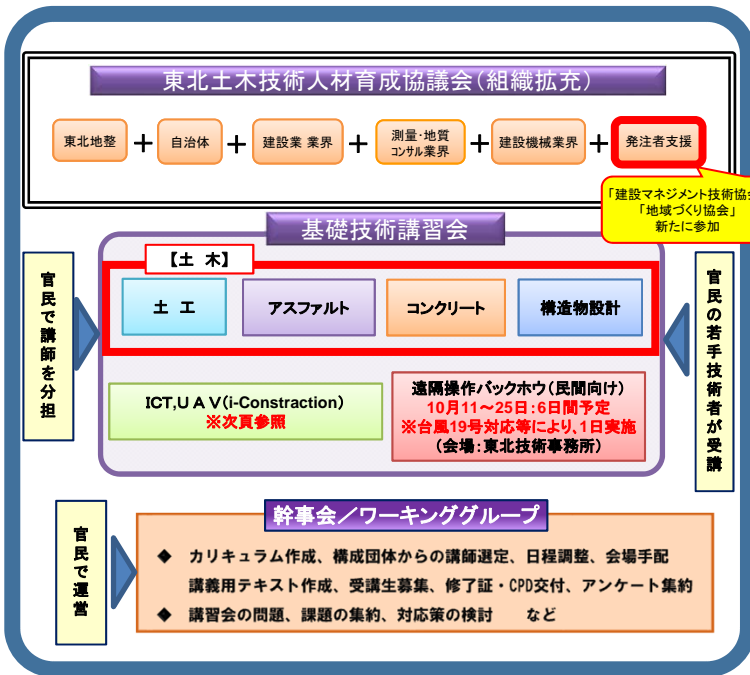 東北土木技術人材育成協議会(組織拡充)
東北地整 + 自治体 + 建設業 業界 + 測量・地質 コンサル業界 + 建設機械業界 + 発注者支援
「建設マネジメント技術協会
「地域づくり協会」
新たに参加
基礎技術講習会
【土 木】
土 工
アスファルト
コンクリート
構造物設計
官民で講師を分担
官民の若手技術者が受講
ICT,U A V(i-Constraction)
※次頁参照
遠隔操作バックホウ(民間向け)
10月11~25日:6日間予定
※台風19号対応等により、1日実施
(会場:東北技術事務所)
幹事会/ワーキンググループ
官民で運営
◆ カリキュラム作成、構成団体からの講師選定、日程調整、会場手配
講義用テキスト作成、受講生募集、修了証・CPD交付、アンケート集約
◆ 講習会の問題、課題の集約、対応策の検討 など